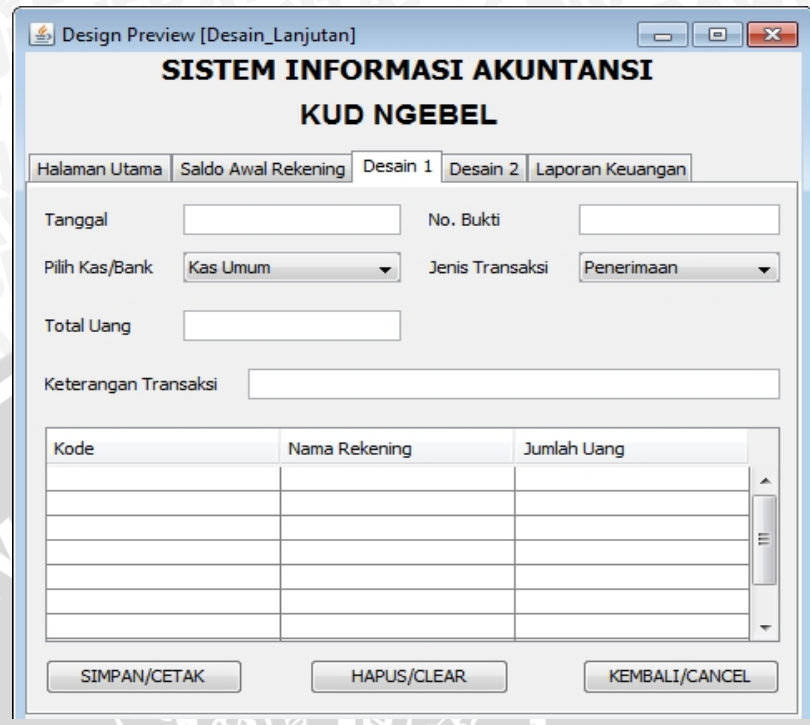 Design Preview [Desain_Lanjutan]
SISTEM INFORMASI AKUNTANSI
KUD NGEBEL
Halaman Utama Saldo Awal Rekening Desain 1 Desain 2 Laporan Keuangan
Tanggal No. Bukti
Pilih Kas/Bank Kas Umum Jenis Transaksi Penerimaan
Total Uang
Keterangan Transaksi
Kode Nama Rekening Jumlah Uang
SIMPAN/CETAK HAPUS/CLEAR KEMBALI/CANCEL